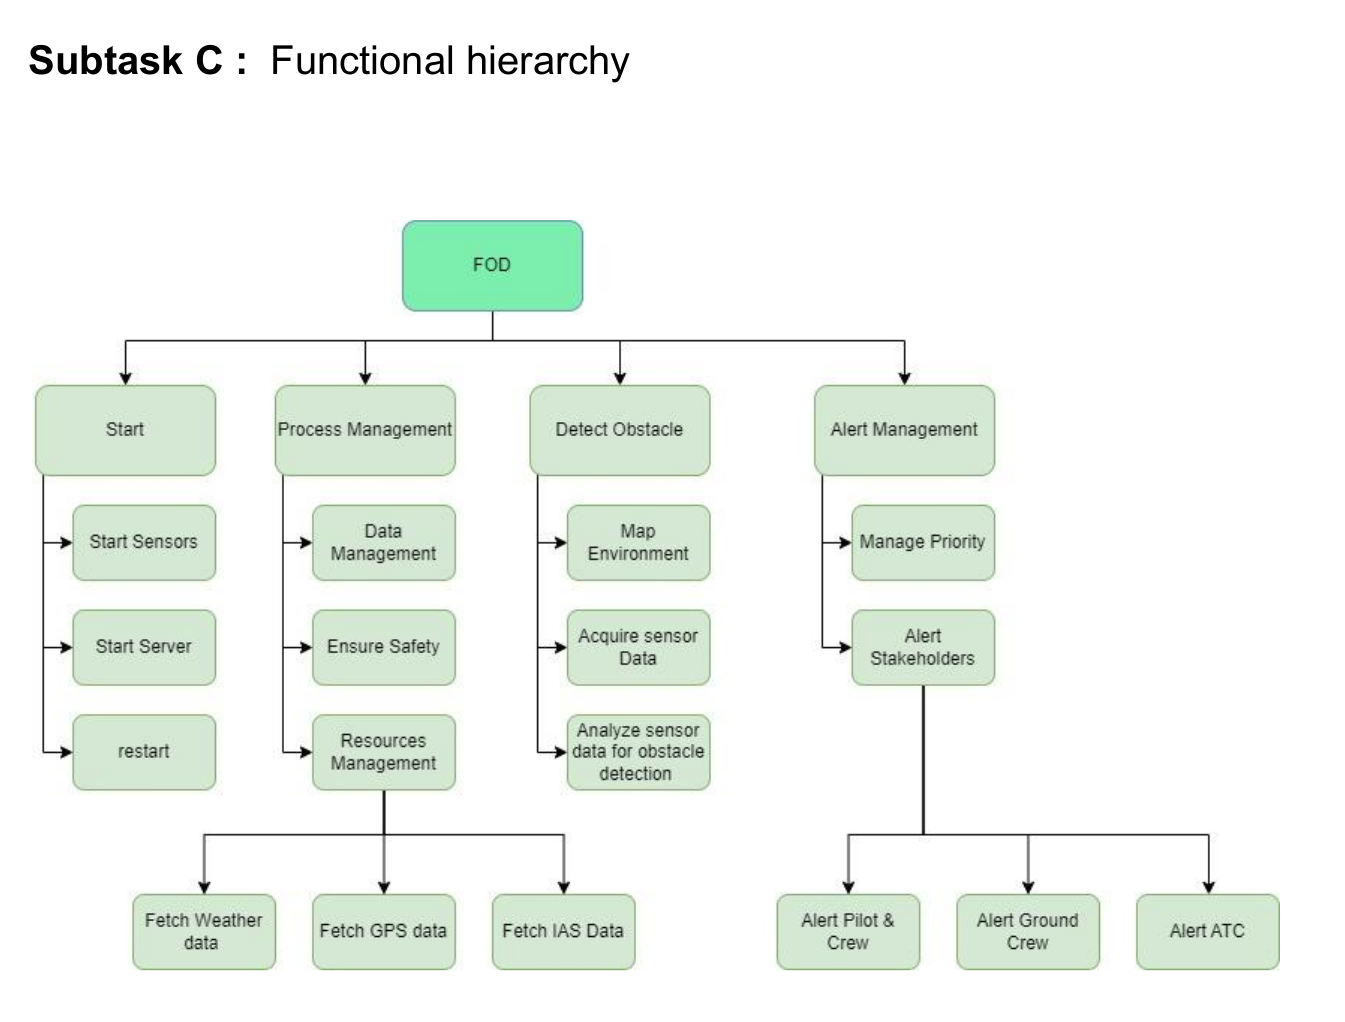 Subtask C : Functional hierarchy
FOD
Start
Process Management
Detect Obstacle
Alert Management
Start Sensors
Data
Management
Map
Environment
Manage Priority
Start Server
Ensure Safety
Acquire sensor
Data
Alert
Stakeholders
restart
Resources
Management
Analyze sensor
data for obstacle
detection
Fetch Weather
data
Fetch GPS data
Fetch IAS Data
Alert Pilot &
Crew
Alert Ground
Crew
Alert ATC